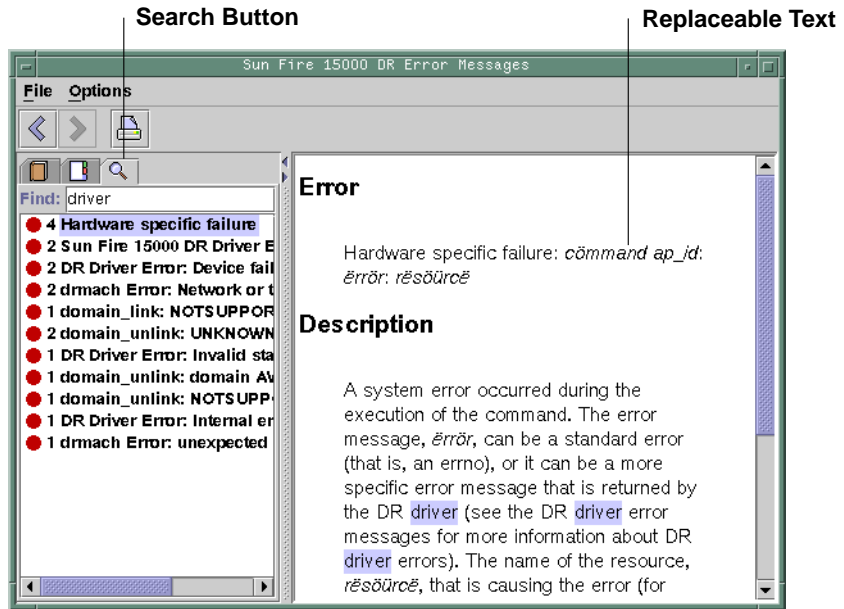 Search Button
Replaceable Text
Sun Fire 15000 DR Error Messages
File Options
Find: driver
4 Hardware specific failure
2 Sun Fire 15000 DR Driver E
2 DR Driver Error: Device fail
2 drmach Error: Network or t
1 domain_link: NOTSUPPOR
2 domain_unlink: UNKNOWN
1 DR Driver Error: Invalid sta
1 domain_unlink: domain AV
1 domain_unlink: NOTSUPP
1 DR Driver Error: Internal er
1 drmach Error: unexpected
Error
Hardware specific failure: cömmand ap_id:
ërrör: rësöürcë
Description
A system error occurred during the
execution of the command. The error
message, ërrör, can be a standard error
(that is, an errno), or it can be a more
specific error message that is returned by
the DR driver (see the DR driver error
messages for more information about DR
driver errors). The name of the resource,
rësöürcë, that is causing the error (for